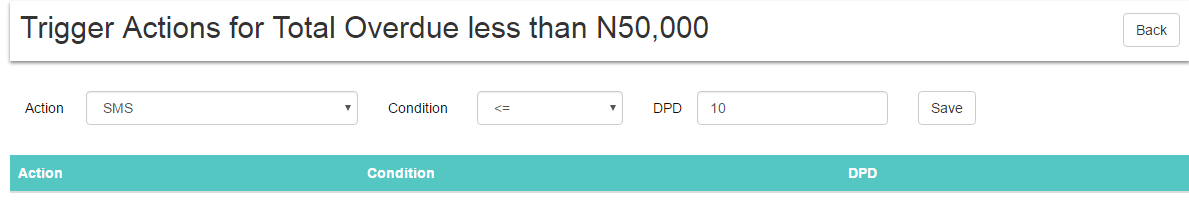 Trigger Actions for Total Overdue less than N50,000
Back
Action SMS Condition <= DPD 10 Save
Action Condition DPD